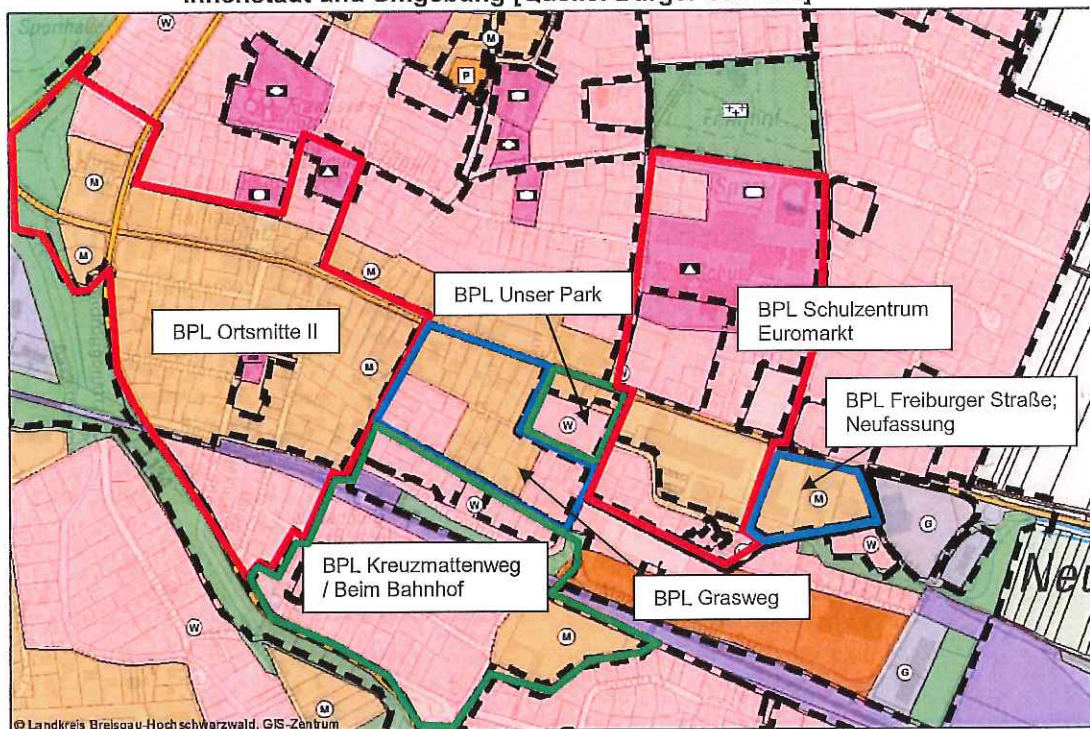 W
M
P
M
M
M
BPL Unser Park
BPL Schulzentrum
Euromarkt
BPL Ortsmitte II
M
BPL Freiburger Straße;
Neufassung
W
M
W
G
W
BPL Kreuzmattenweg
/ Beim Bahnhof
BPL Grasweg
W
M
M
G
© Landkreis Breisgau-Hochschwarzwald, GIS-Zentrum